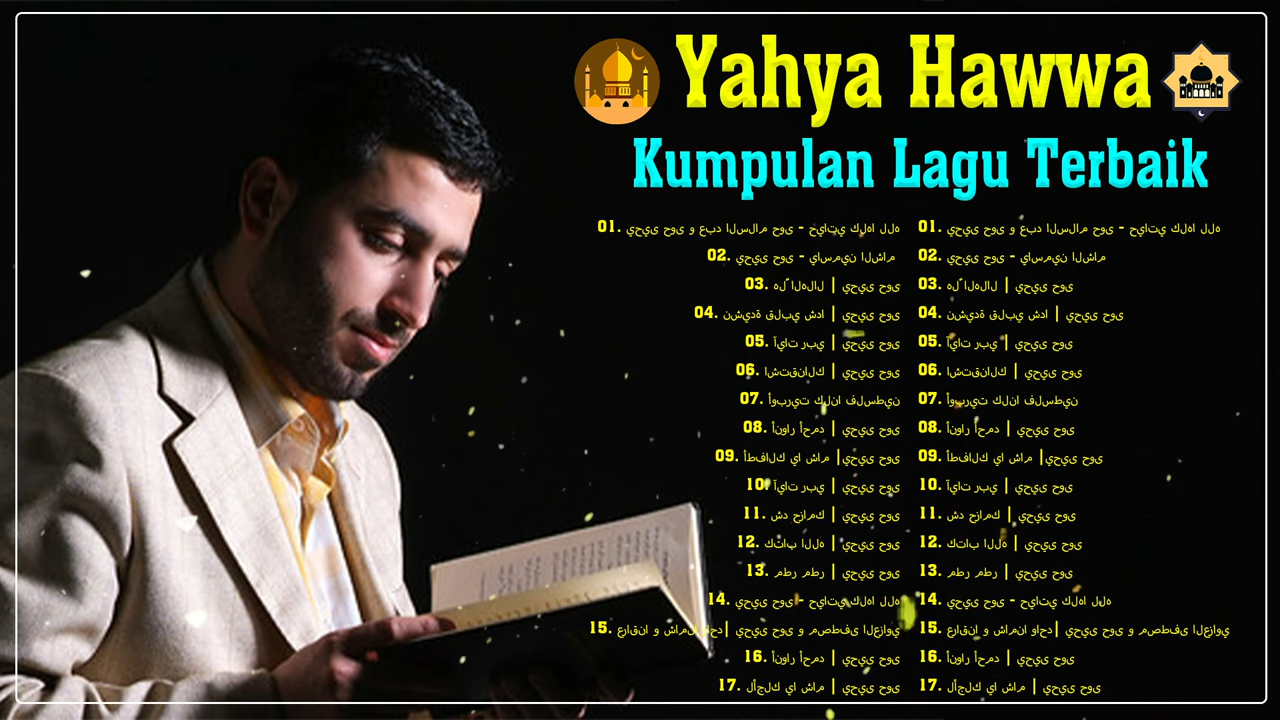 Yahya Hawwa
Kumpulan Lagu Terbaik
01. يحيى حوى و عبد السلام حوى - حياتي كلها لله
02. يحيى حوى - ياسمين الشام
03. هلّ الهلال | يحيى حوى
04. نشيدة قلبي شدا | يحيى حوى
05. آيات ربي | يحيى حوى
06. اشتقنالك | يحيى حوى
07. أوبريت كلنا فلسطين
08. أنوار أحمد | يحيى حوى
09. أطفالك يا شام |يحيى حوى
10. آيات ربي | يحيى حوى
11. شد حزامك | يحيى حوى
12. كتاب الله | يحيى حوى
13. مطر مطر | يحيى حوى
14. يحيى حوى - حياتي كلها لله
15. عراقنا و شامنا واحد| يحيى حوى و مصطفى العزاوي
16. أنوار أحمد | يحيى حوى
17. لأجلك يا شام | يحيى حوى
01. يحيى حوى و عبد السلام حوى - حياتي كلها لله
02. يحيى حوى - ياسمين الشام
03. هلّ الهلال | يحيى حوى
04. نشيدة قلبي شدا | يحيى حوى
05. آيات ربي | يحيى حوى
06. اشتقنالك | يحيى حوى
07. أوبريت كلنا فلسطين
08. أنوار أحمد | يحيى حوى
09. أطفالك يا شام |يحيى حوى
10. آيات ربي | يحيى حوى
11. شد حزامك | يحيى حوى
12. كتاب الله | يحيى حوى
13. مطر مطر | يحيى حوى
14. يحيى حوى - حياتي كلها لله
15. عراقنا و شامنا واحد| يحيى حوى و مصطفى العزاوي
16. أنوار أحمد | يحيى حوى
17. لأجلك يا شام | يحيى حوى